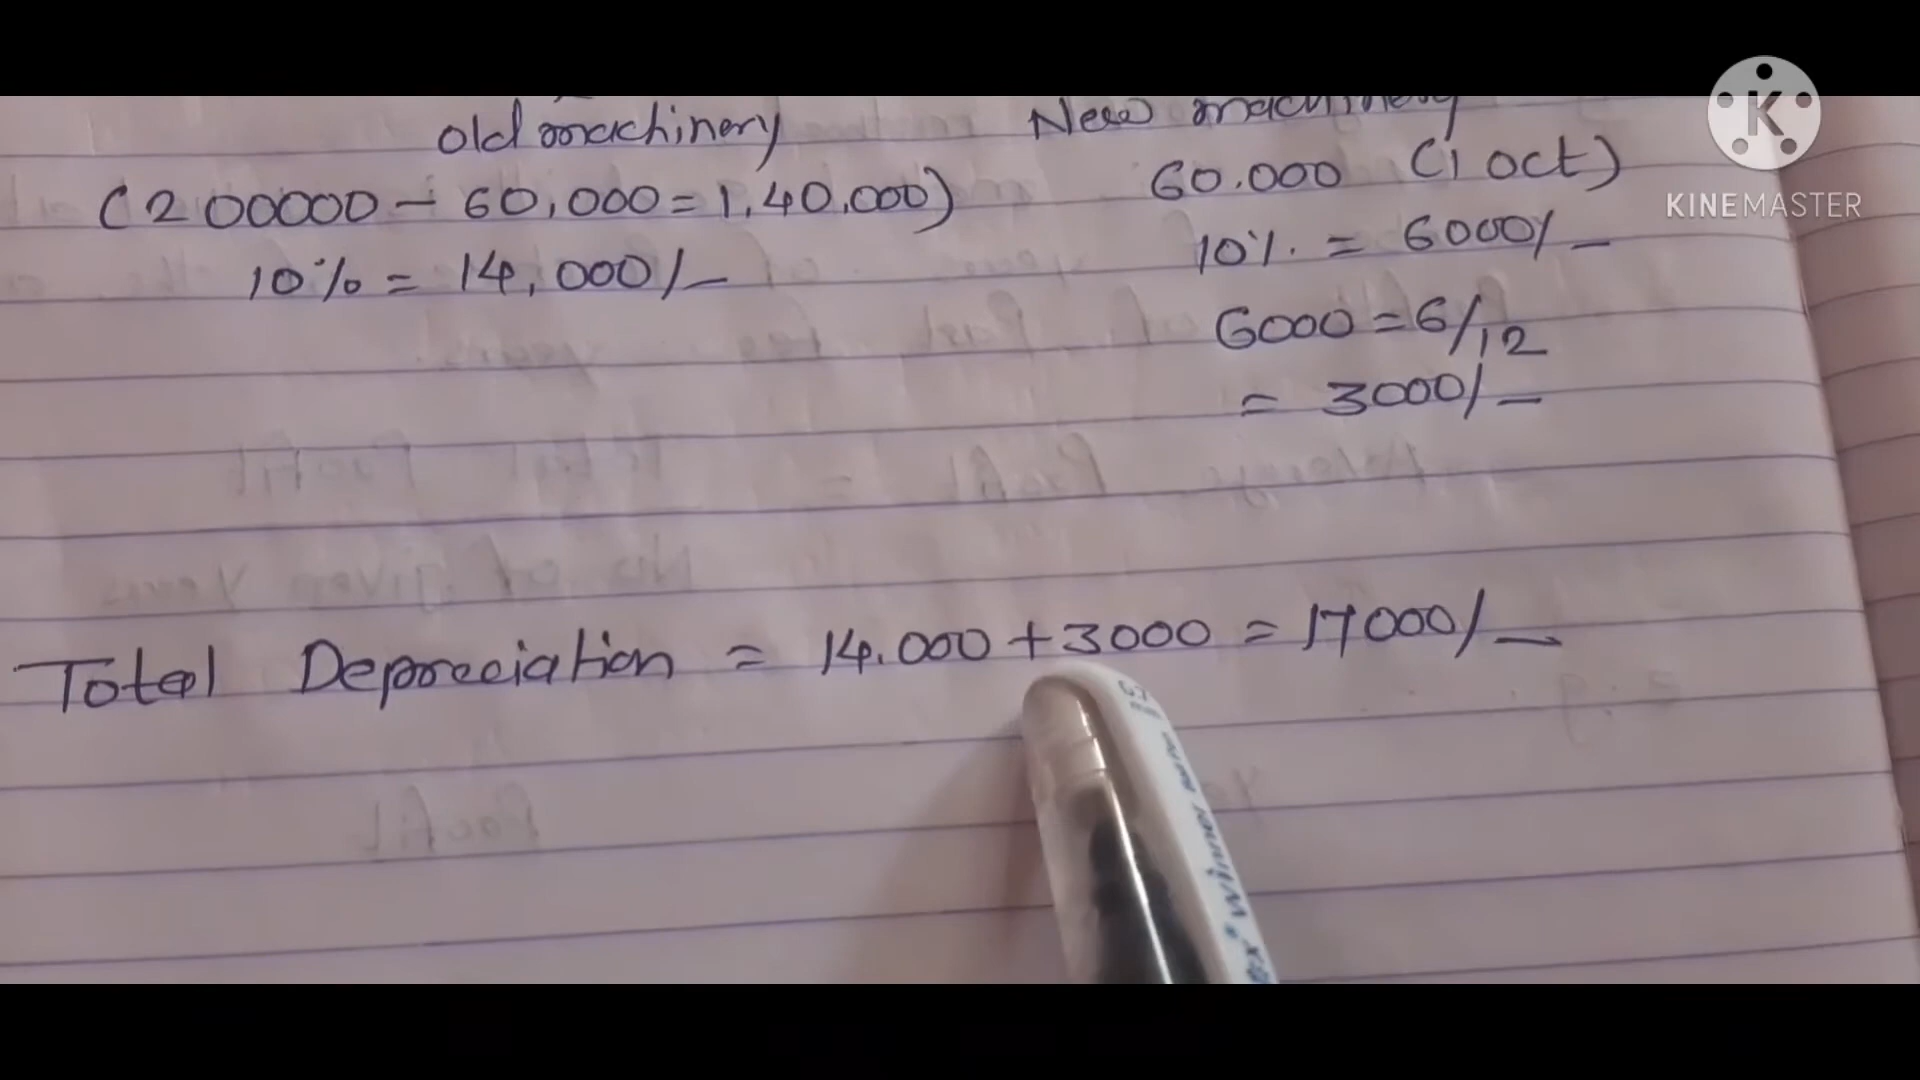 old machinery
(200000 - 60,000 = 1,40,000)
10% = 14,000/-
New machinery
60.000 (1 oct)
10%. = 6000/-
6000 = 6/12
= 3000/-
Total Depreciation = 14.000 + 3000 = 17000/-
K
KINEMASTER
Winner